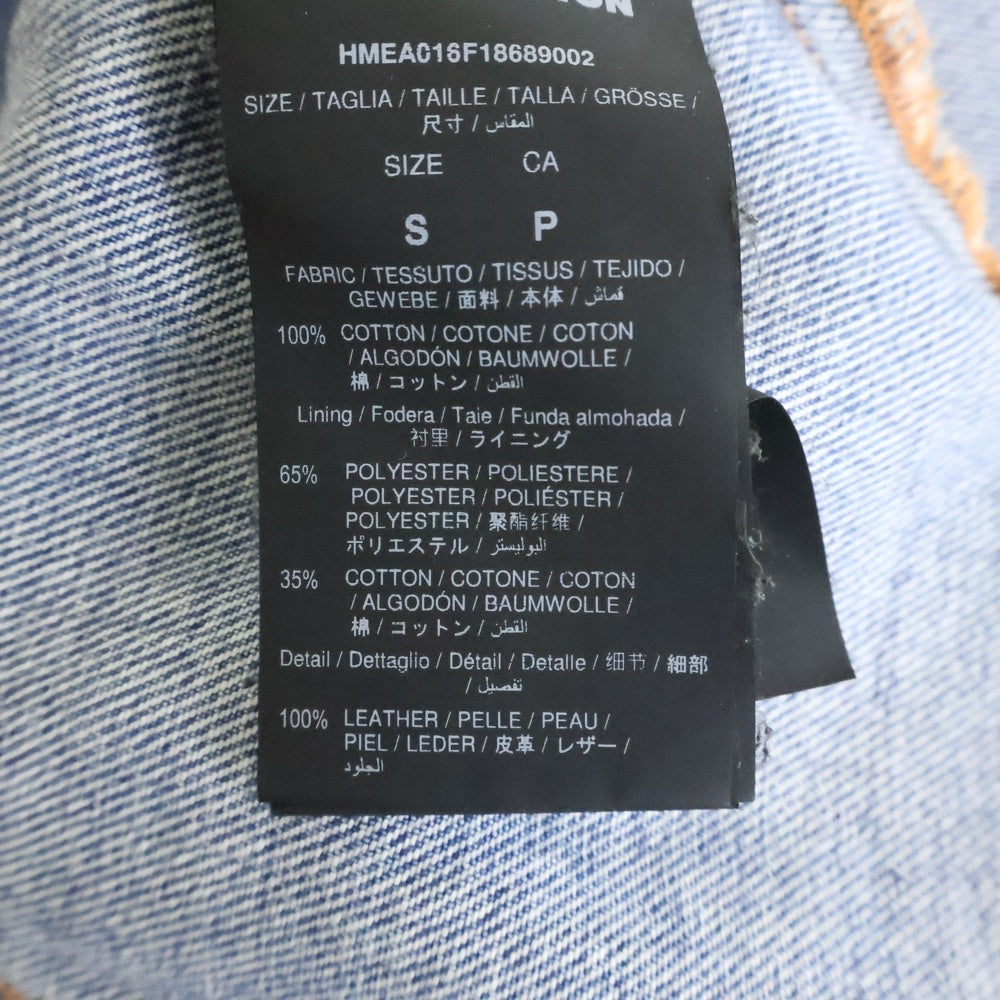 HMEA016F18689002
SIZE / TAGLIA / TAILLE / TALLA / GRÖSSE /
尺寸 / المقاس
SIZE CA
S P
FABRIC / TESSUTO / TISSUS / TEJIDO /
GEWEBE / 面料 / 本体 / قماش
100% COTTON / COTONE / COTON
/ ALGODÓN / BAUMWOLLE /
棉 / コットン / القطن
Lining / Fodera / Taie / Funda almohada /
衬里 / ライニング
65% POLYESTER / POLIESTERE /
POLYESTER / POLIÉSTER /
POLYESTER / 聚酯纤维 /
ポリエステル / البوليستر
35% COTTON / COTONE / COTON
/ ALGODÓN / BAUMWOLLE /
棉 / コットン / القطن
Detail / Dettaglio / Détail / Detalle / 细节 / 細部
/ تفصيل
100% LEATHER / PELLE / PEAU /
PIEL / LEDER / 皮革 / レザー /
الجلود